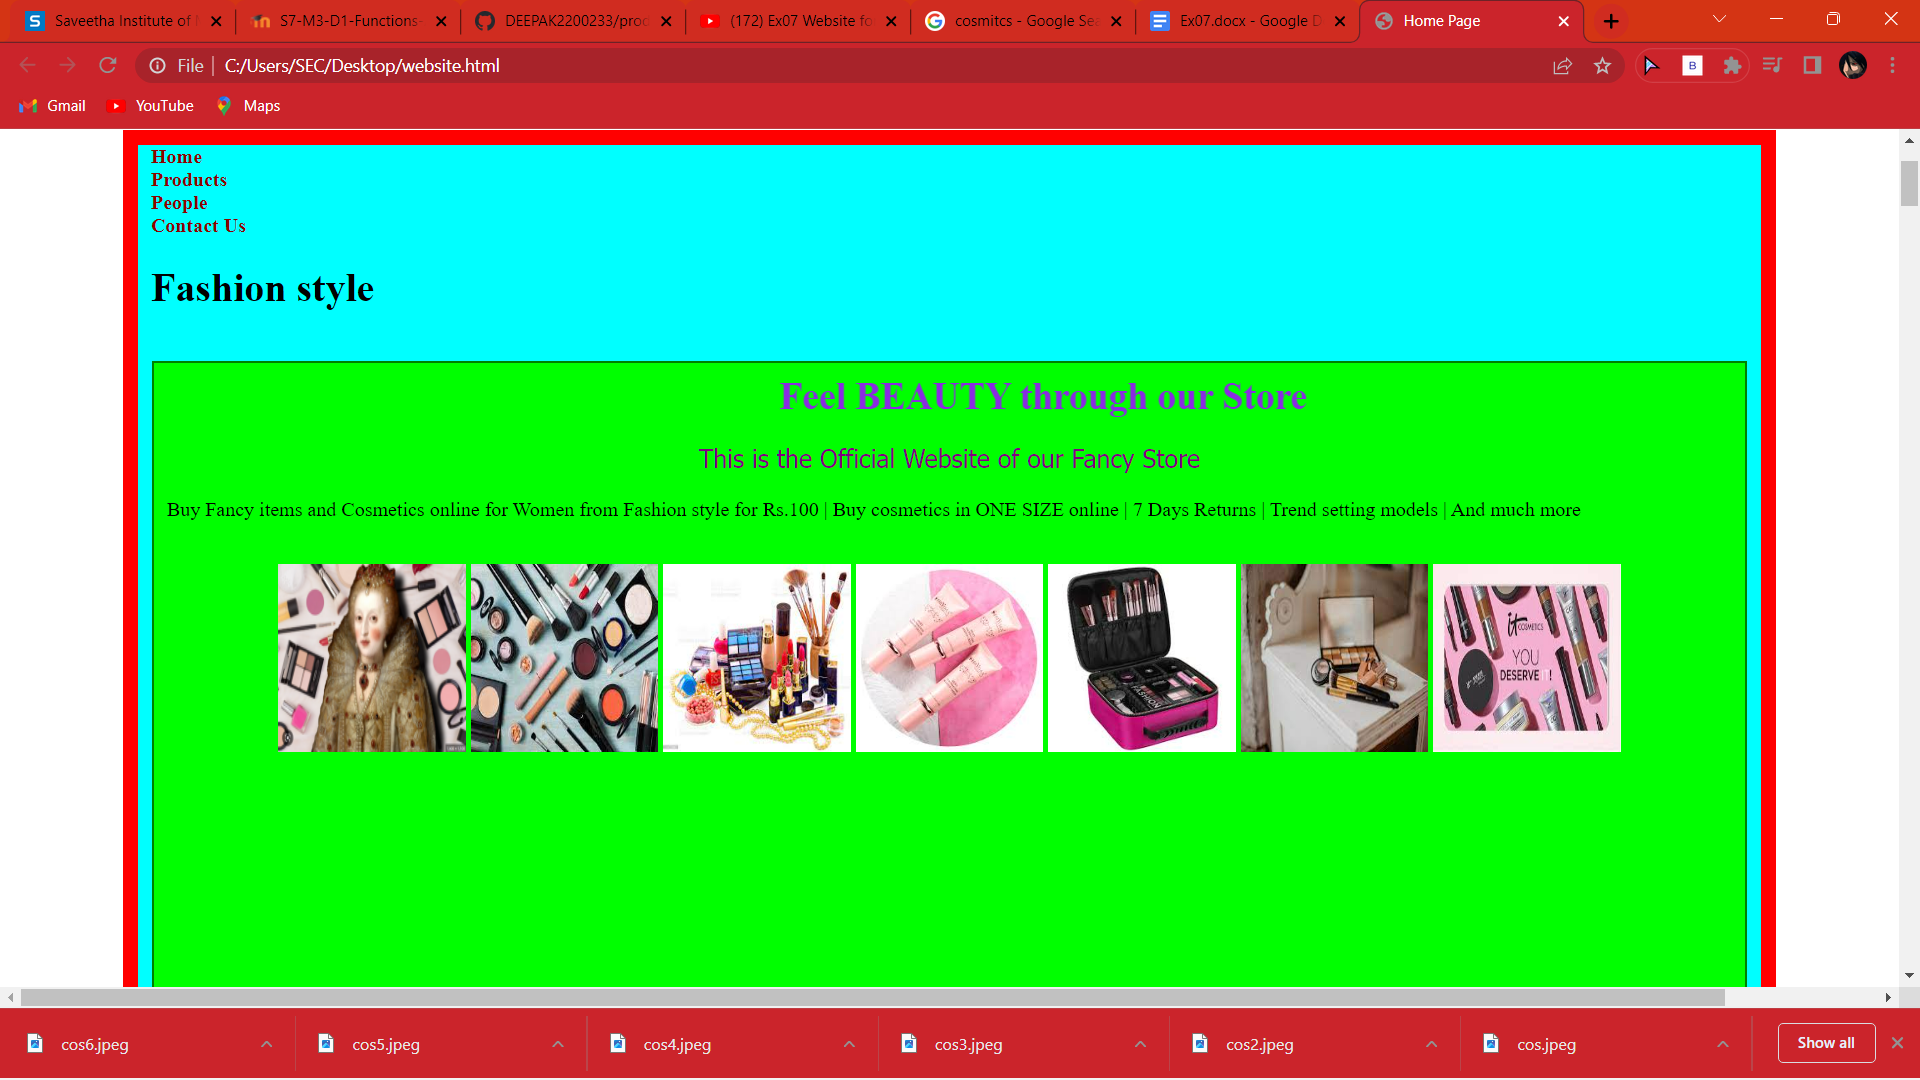 Saveetha Institute of
S7-M3-D1-Functions-
DEEPAK2200233/prod
(172) Ex07 Website fo
cosmitcs - Google Sea
Ex07.docx - Google D
Home Page
File
C:/Users/SEC/Desktop/website.html
B
Gmail
YouTube
Maps
Home
Products
People
Contact Us
Fashion style
Feel BEAUTY through our Store
This is the Official Website of our Fancy Store
Buy Fancy items and Cosmetics online for Women from Fashion style for Rs.100 | Buy cosmetics in ONE SIZE online | 7 Days Returns | Trend setting models | And much more
FASHION
it COSMETICS
YOU
DESERVE IT!
cos6.jpeg
cos5.jpeg
cos4.jpeg
cos3.jpeg
cos2.jpeg
cos.jpeg
Show all